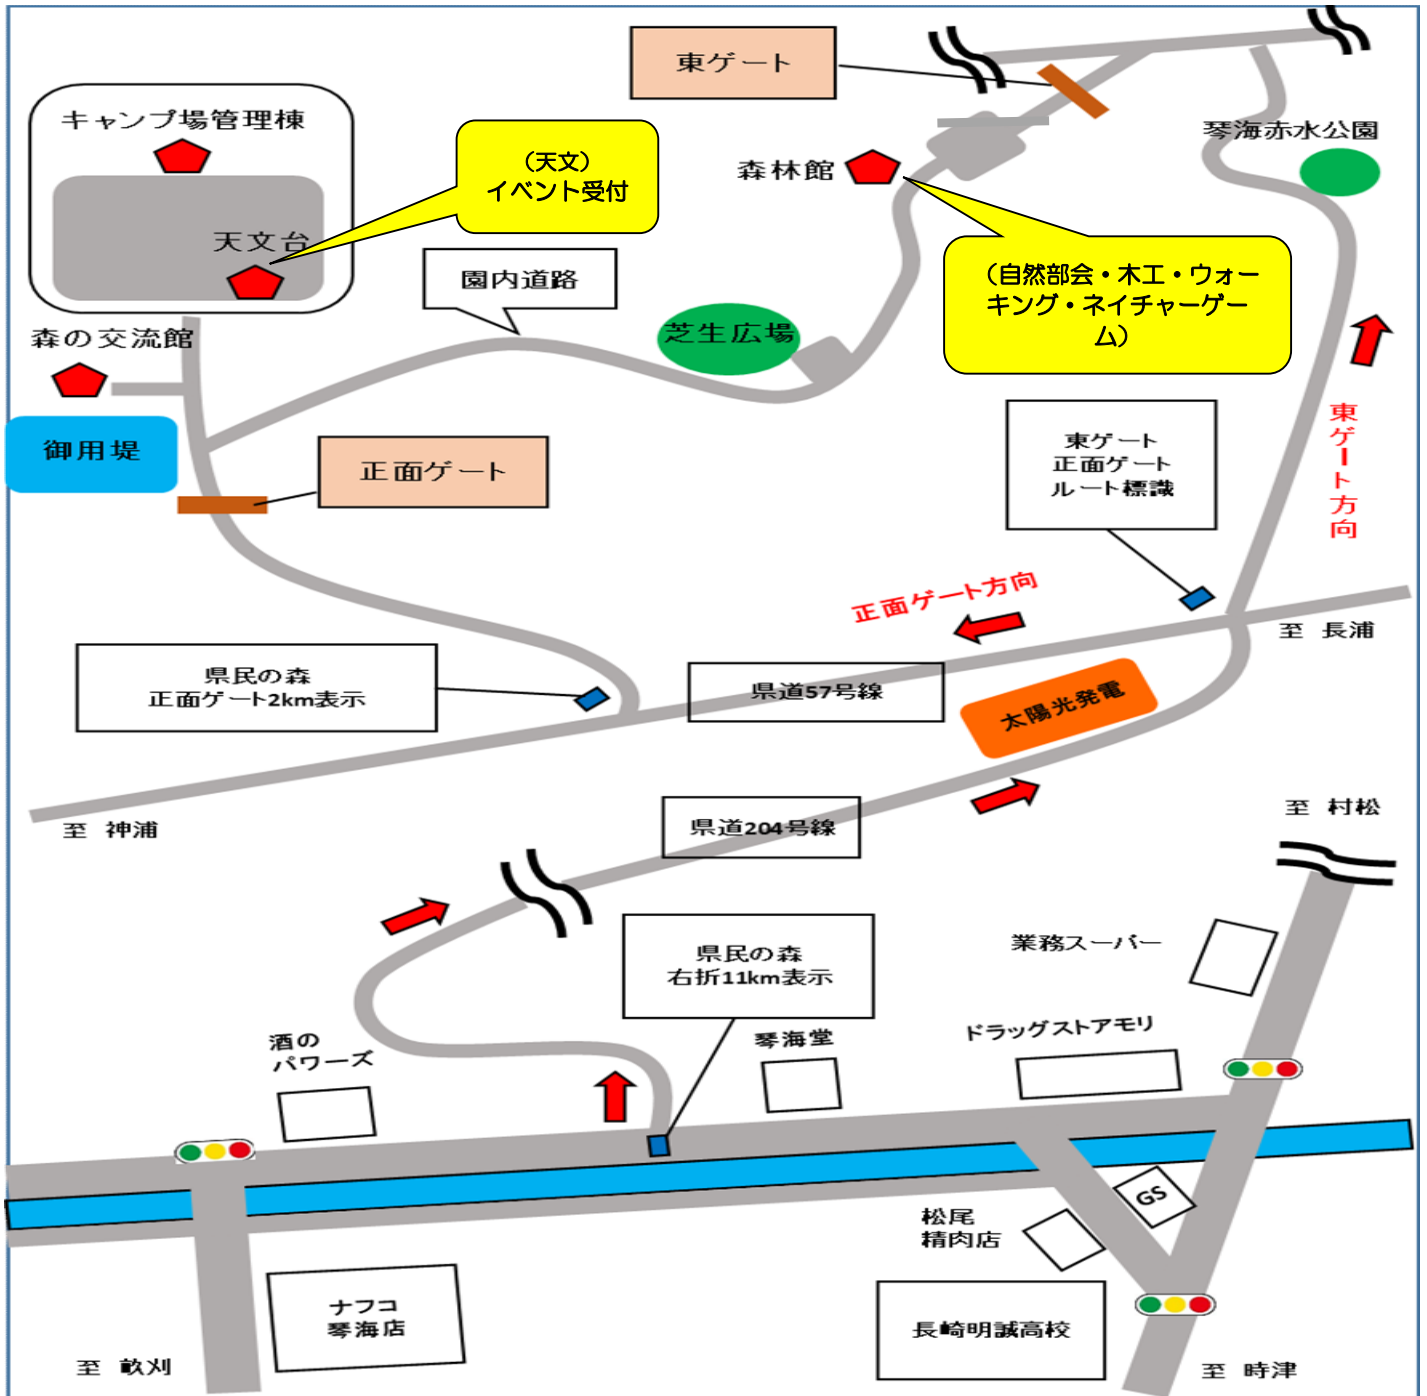 東ゲート
キャンプ場管理棟
(天文)
イベント受付
琴海赤水公園
森林館
天文台
園内道路
(自然部会・木工・ウォー
キング・ネイチャーゲー
ム)
芝生広場
森の交流館
御用堤
正面ゲート
東ゲート
正面ゲート
ルート標識
東ゲート方向
正面ゲート方向
至 長浦
県民の森
正面ゲート2km表示
県道57号線
太陽光発電
至 神浦
県道204号線
至 村松
県民の森
右折11km表示
業務スーパー
酒の
パワーズ
琴海堂
ドラッグストアモリ
GS
松尾
精肉店
ナフコ
琴海店
長崎明誠高校
至 畝刈
至 時津